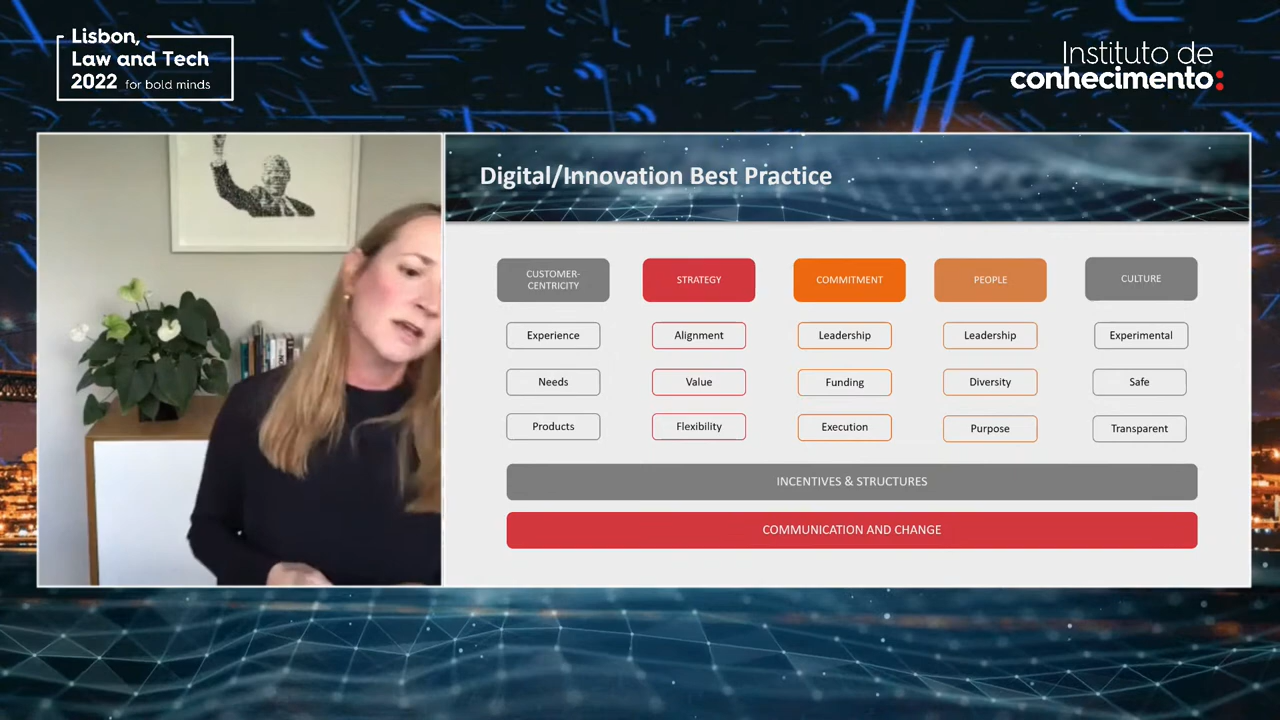 Lisbon,
Law and Tech
2022 for bold minds
Instituto de
conhecimento:
Digital/Innovation Best Practice
CUSTOMER-
CENTRICITY
STRATEGY
COMMITMENT
PEOPLE
CULTURE
Experience
Alignment
Leadership
Leadership
Experimental
Needs
Value
Funding
Diversity
Safe
Products
Flexibility
Execution
Purpose
Transparent
INCENTIVES & STRUCTURES
COMMUNICATION AND CHANGE